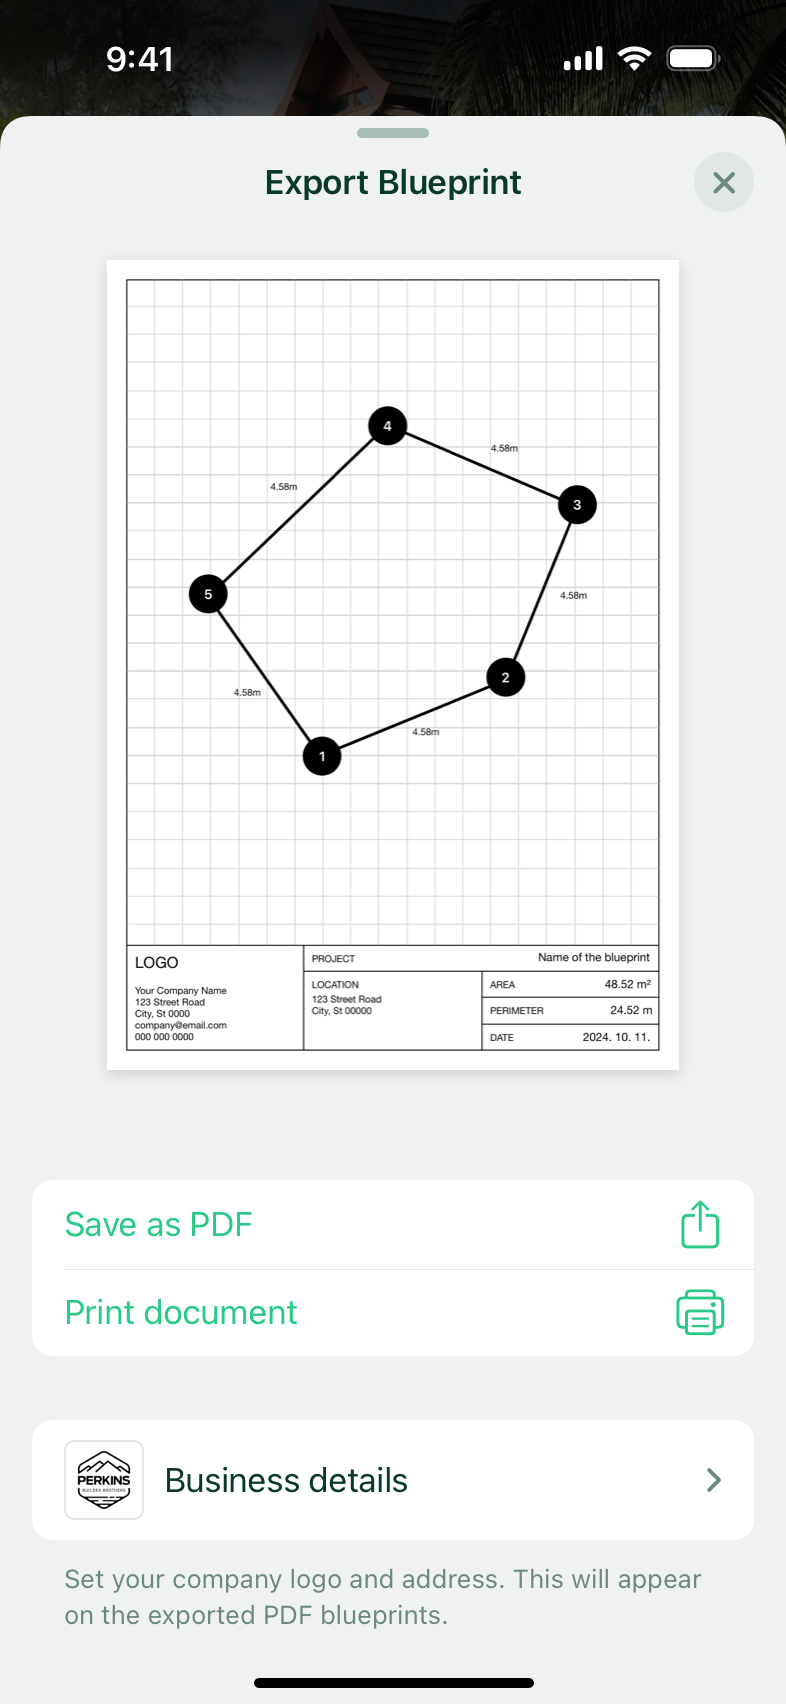 9:41
Export Blueprint
4
4.58m
4.58m
3
5
4.58m
2
4.58m
4.58m
1
LOGO
Your Company Name
123 Street Road
City, St 0000
company@email.com
000 000 0000
PROJECT
Name of the blueprint
LOCATION
123 Street Road
City, St 00000
AREA
48.52 m²
PERIMETER
24.52 m
DATE
2024. 10. 11.
Save as PDF
Print document
PERKINS
BUILDER BROTHERS
Business details
Set your company logo and address. This will appear
on the exported PDF blueprints.